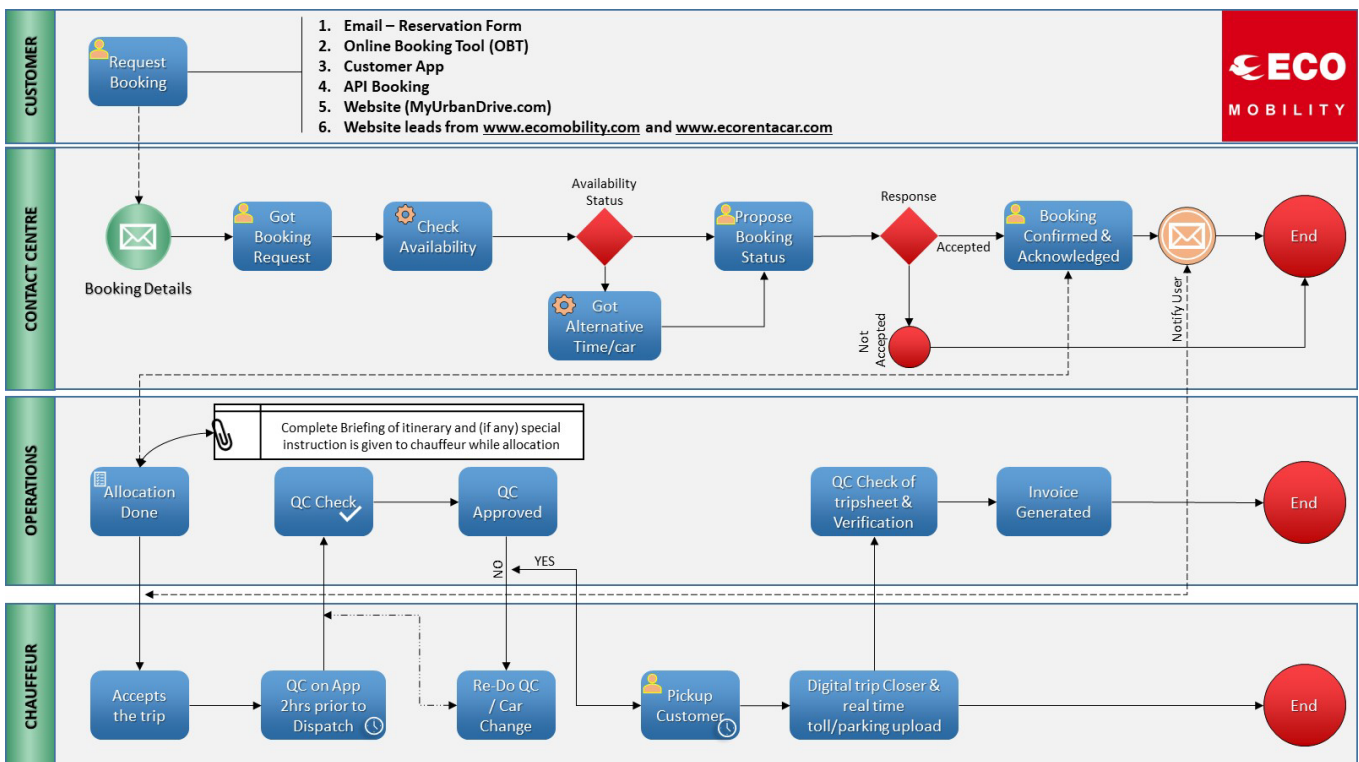 CUSTOMER
Request
Booking
1. Email – Reservation Form
2. Online Booking Tool (OBT)
3. Customer App
4. API Booking
5. Website (MyUrbanDrive.com)
6. Website leads from www.ecomobility.com and www.ecorentacar.com
ECO
MOBILITY
CONTACT CENTRE
Booking Details
Got
Booking
Request
Check
Availability
Availability
Status
Got
Alternative
Time/car
Propose
Booking
Status
Response
Accepted
Not
Accepted
Booking
Confirmed &
Acknowledged
Notify User
End
OPERATIONS
Complete Briefing of itinerary and (if any) special
instruction is given to chauffeur while allocation
Allocation
Done
QC Check
QC
Approved
NO
YES
QC Check of
tripsheet &
Verification
Invoice
Generated
End
CHAUFFEUR
Accepts
the trip
QC on App
2hrs prior to
Dispatch
Re-Do QC
/ Car
Change
Pickup
Customer
Digital trip Closer &
real time
toll/parking upload
End